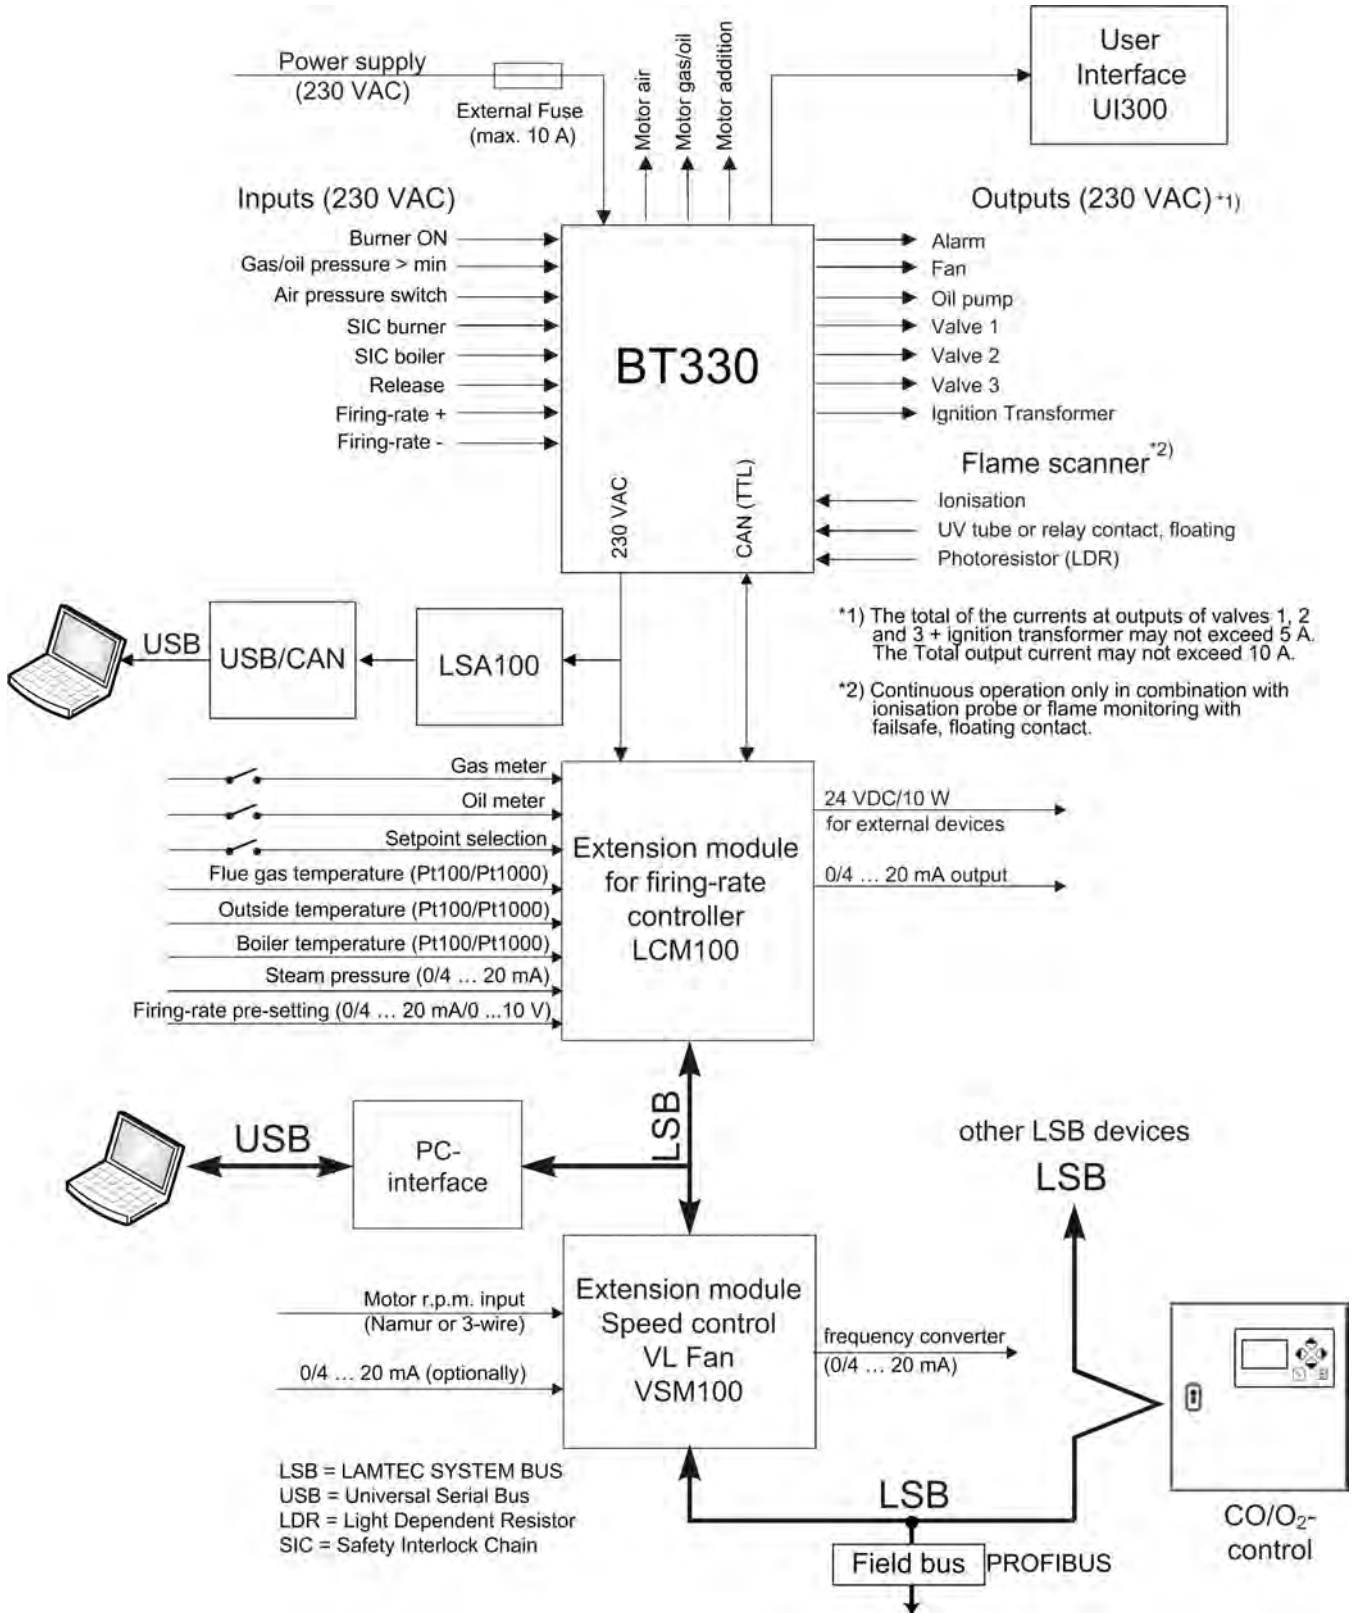 Power supply
(230 VAC)
External Fuse
(max. 10 A)
Motor air
Motor gas/oil
Motor addition
User
Interface
UI300
Inputs (230 VAC)
Burner ON
Gas/oil pressure > min
Air pressure switch
SIC burner
SIC boiler
Release
Firing-rate +
Firing-rate -
BT330
230 VAC
CAN (TTL)
Outputs (230 VAC) *1)
Alarm
Fan
Oil pump
Valve 1
Valve 2
Valve 3
Ignition Transformer
Flame scanner*2)
Ionisation
UV tube or relay contact, floating
Photoresistor (LDR)
USB
USB/CAN
LSA100
*1) The total of the currents at outputs of valves 1, 2
and 3 + ignition transformer may not exceed 5 A.
The Total output current may not exceed 10 A.
*2) Continuous operation only in combination with
ionisation probe or flame monitoring with
failsafe, floating contact.
Gas meter
Oil meter
Setpoint selection
Flue gas temperature (Pt100/Pt1000)
Outside temperature (Pt100/Pt1000)
Boiler temperature (Pt100/Pt1000)
Steam pressure (0/4 ... 20 mA)
Firing-rate pre-setting (0/4 ... 20 mA/0 ...10 V)
Extension module
for firing-rate
controller
LCM100
24 VDC/10 W
for external devices
0/4 ... 20 mA output
LSB
USB
PC-
interface
other LSB devices
LSB
Motor r.p.m. input
(Namur or 3-wire)
0/4 ... 20 mA (optionally)
Extension module
Speed control
VL Fan
VSM100
frequency converter
(0/4 ... 20 mA)
LSB = LAMTEC SYSTEM BUS
USB = Universal Serial Bus
LDR = Light Dependent Resistor
SIC = Safety Interlock Chain
LSB
Field bus
PROFIBUS
CO/O₂-
control